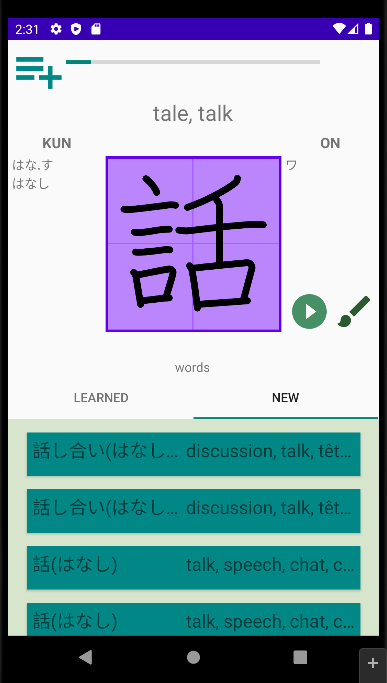 2:31
tale, talk
KUN
ON
はな.す
はなし
ワ
話
words
LEARNED
NEW
話し合い(はなし… discussion, talk, têt…
話し合い(はなし… discussion, talk, têt…
話(はなし) talk, speech, chat, c…
話(はなし) talk, speech, chat, c…